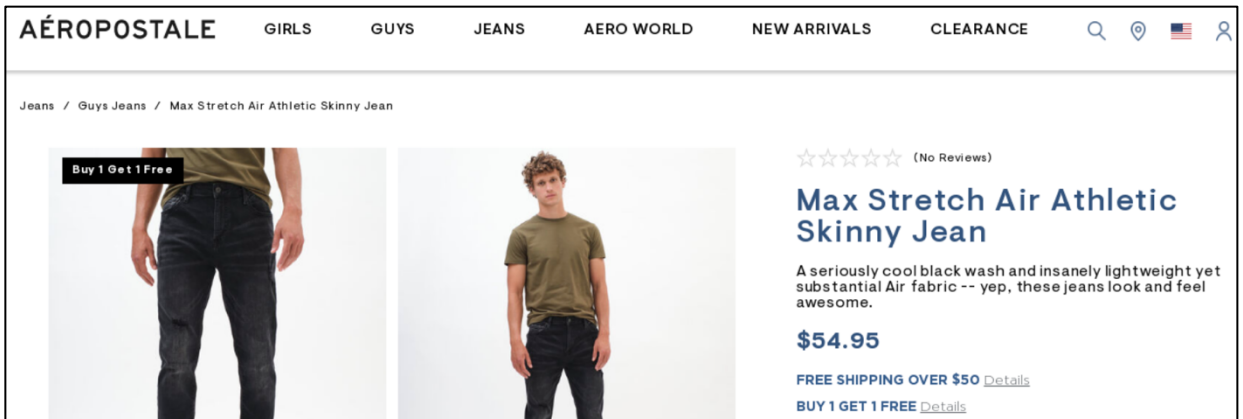 AÉROPOSTALE GIRLS GUYS JEANS AERO WORLD NEW ARRIVALS CLEARANCE
Jeans / Guys Jeans / Max Stretch Air Athletic Skinny Jean
Buy 1 Get 1 Free
(No Reviews)
Max Stretch Air Athletic
Skinny Jean
A seriously cool black wash and insanely lightweight yet
substantial Air fabric -- yep, these jeans look and feel
awesome.
$54.95
FREE SHIPPING OVER $50 Details
BUY 1 GET 1 FREE Details